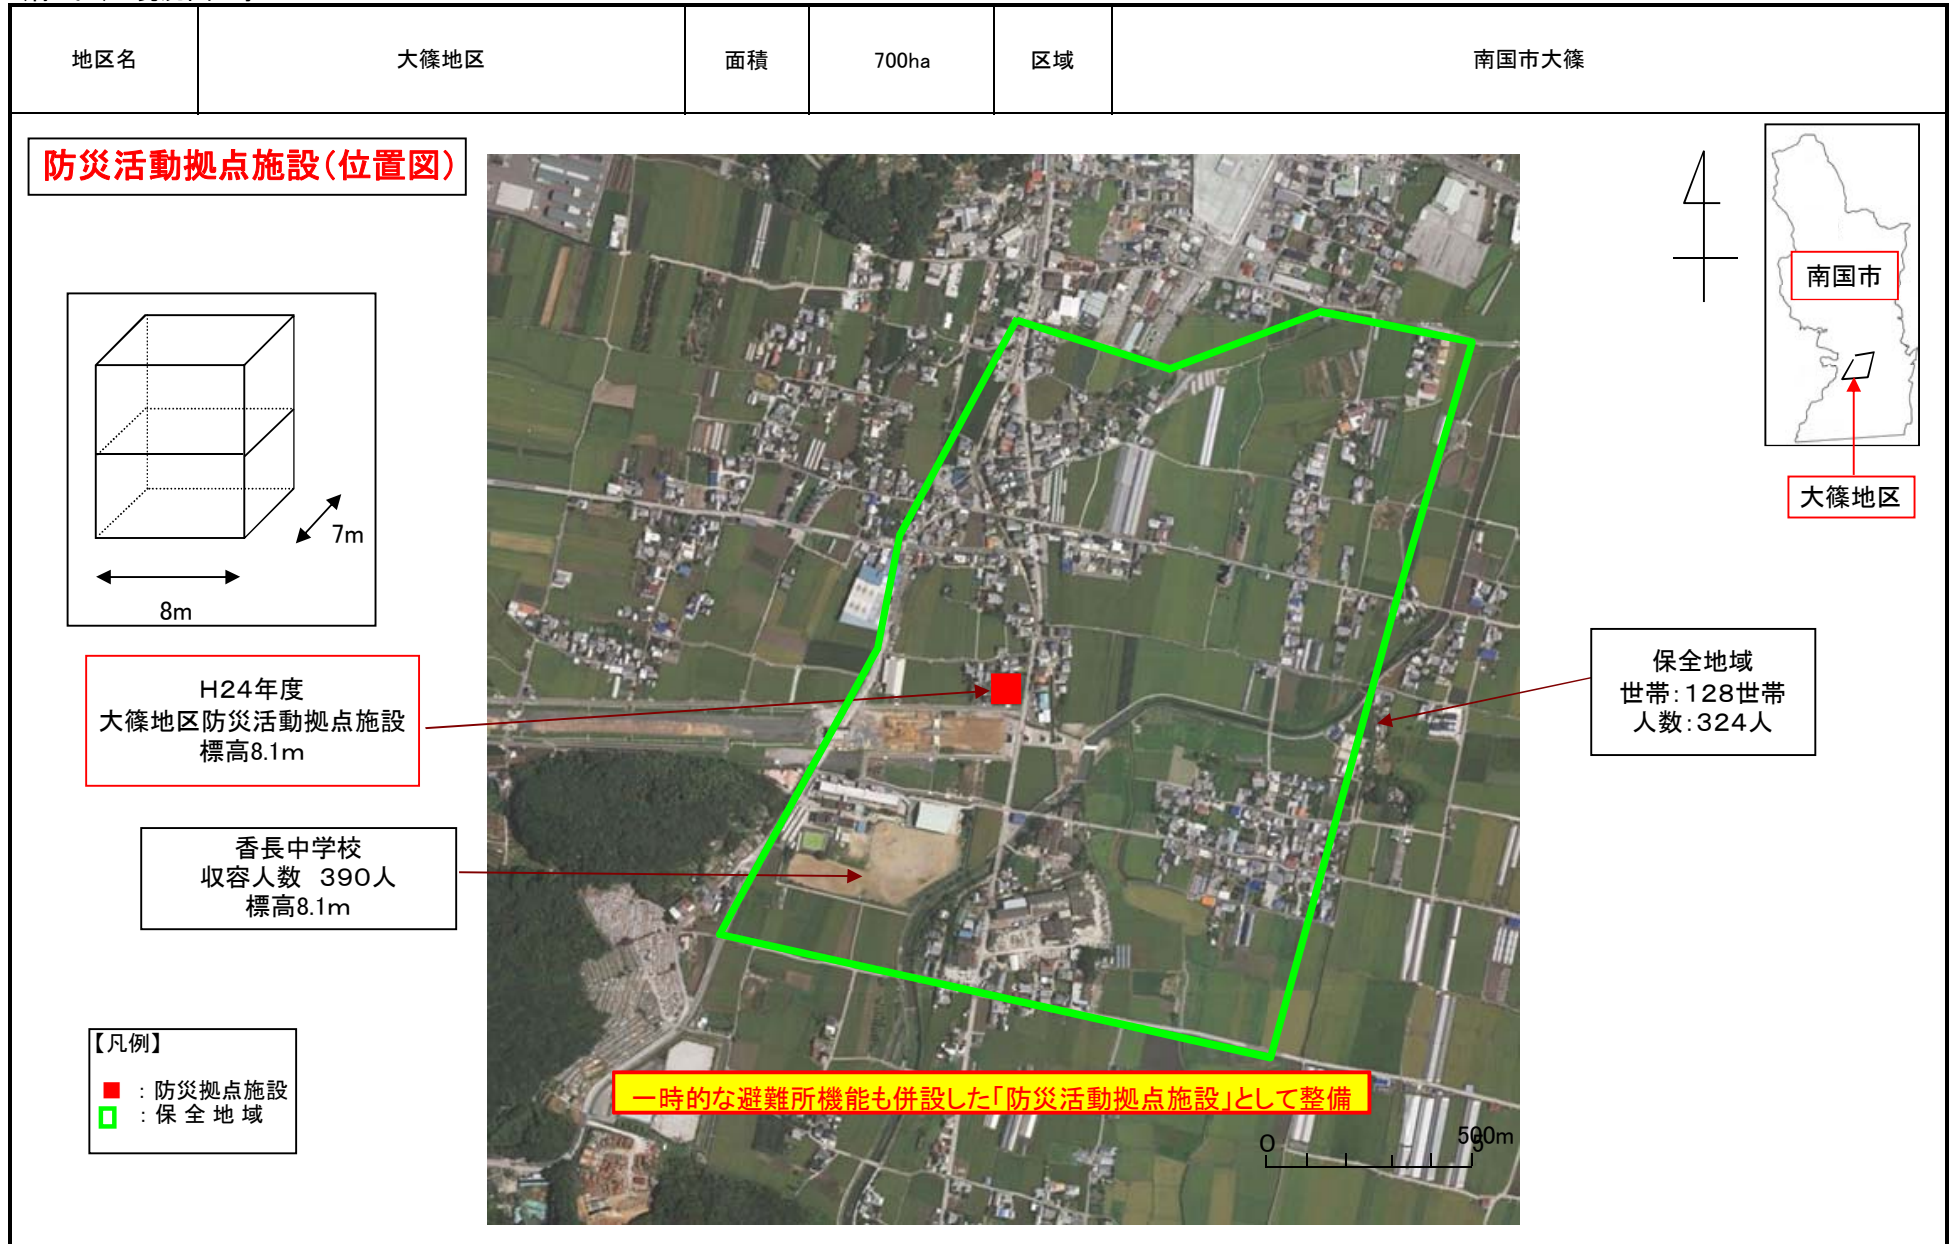 地区名 大篠地区 面積 700ha 区域 南国市大篠
防災活動拠点施設(位置図)
南国市
大篠地区
7m
8m
H24年度
大篠地区防災活動拠点施設
標高8.1m
保全地域
世帯:128世帯
人数:324人
香長中学校
収容人数 390人
標高8.1m
【凡例】
:防災拠点施設
:保全地域
一時的な避難所機能も併設した「防災活動拠点施設」として整備
0 500m